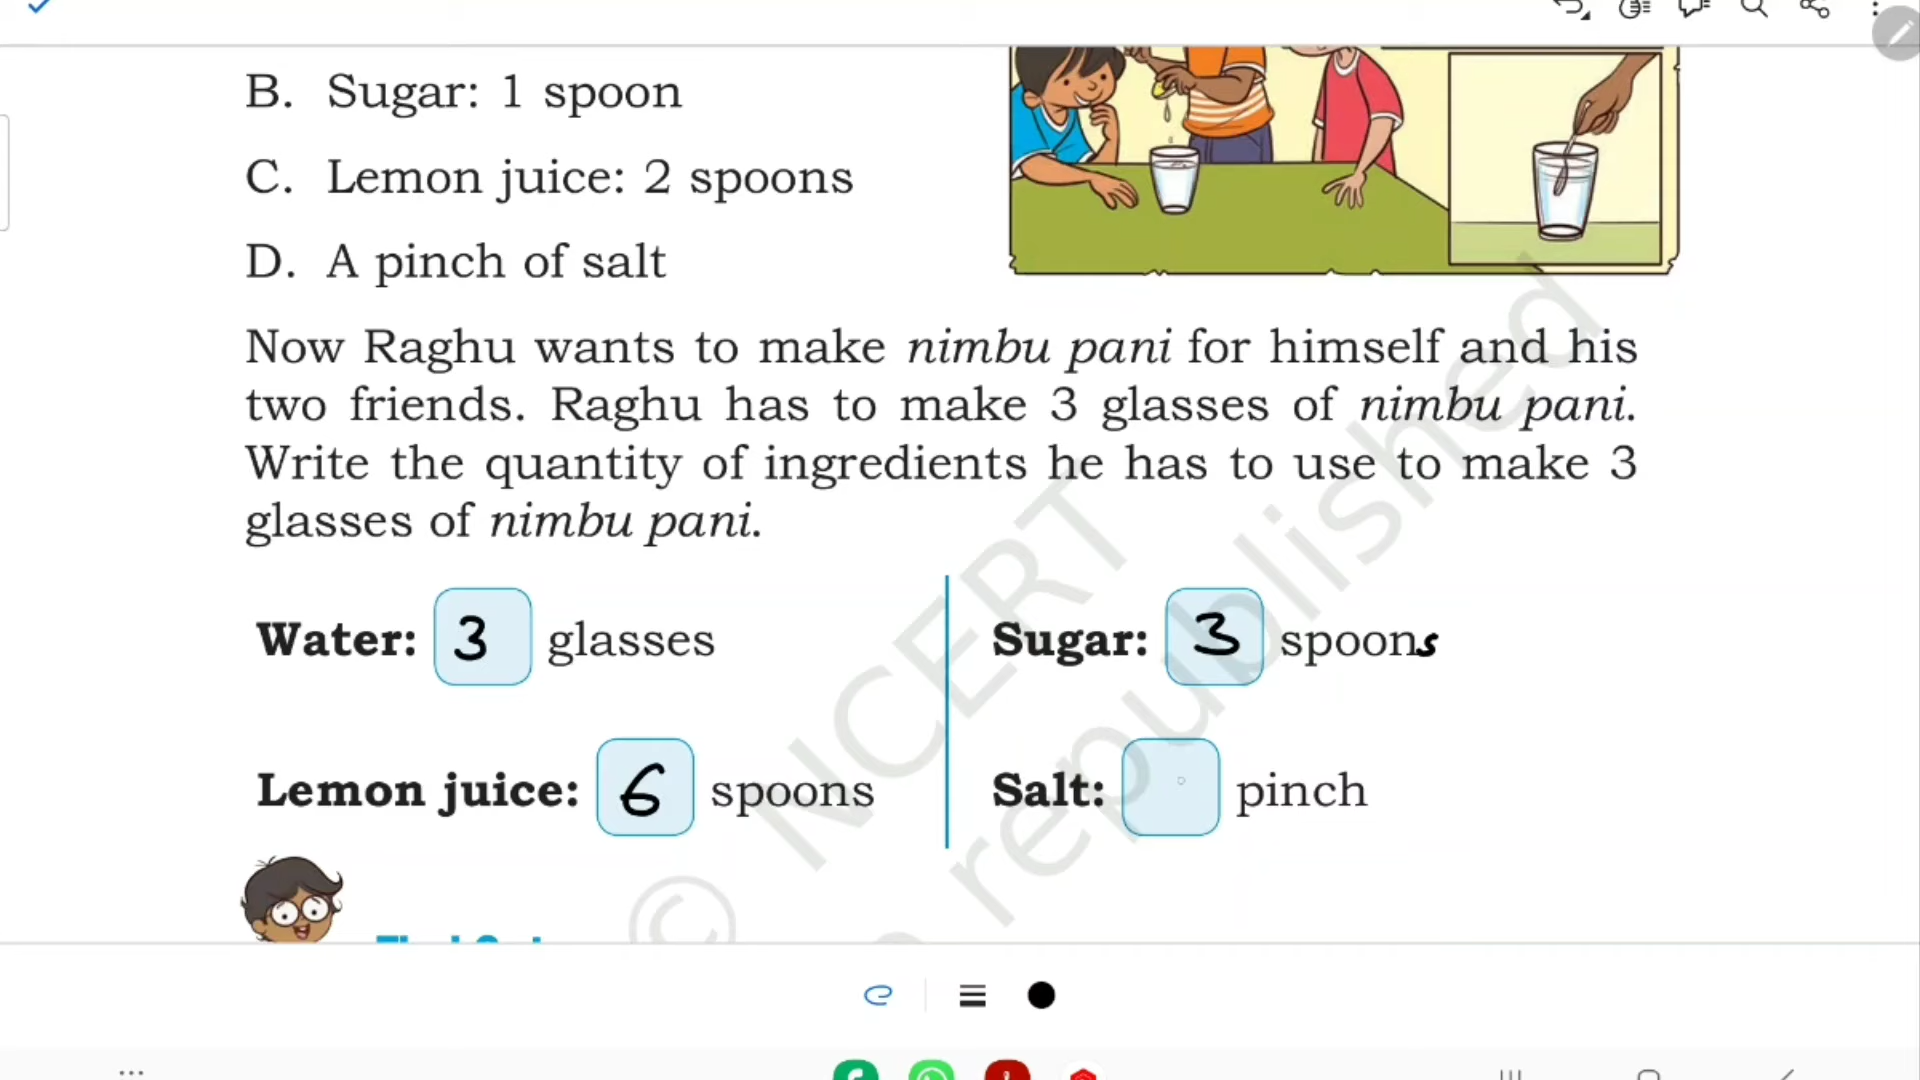 B. Sugar: 1 spoon
C. Lemon juice: 2 spoons
D. A pinch of salt
Now Raghu wants to make nimbu pani for himself and his
two friends. Raghu has to make 3 glasses of nimbu pani.
Write the quantity of ingredients he has to use to make 3
glasses of nimbu pani.
Water: 3 glasses
Sugar: 3 spoons
Lemon juice: 6 spoons
Salt: pinch
© NCERT
republished